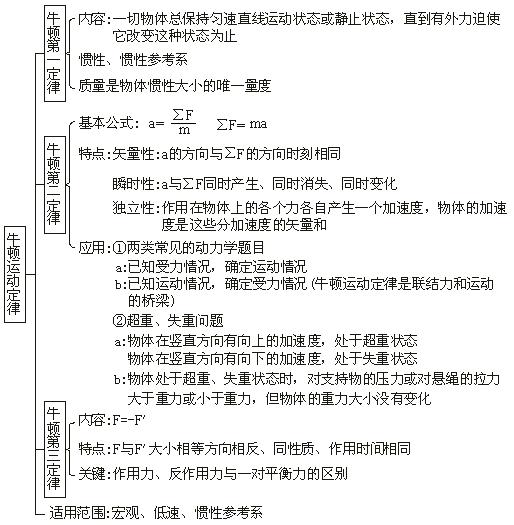 牛顿运动定律
牛顿第一定律
内容:一切物体总保持匀速直线运动状态或静止状态，直到有外力迫使
它改变这种状态为止
惯性、惯性参考系
质量是物体惯性大小的唯一量度
牛顿第二定律
基本公式: a=ΣF/m ΣF=ma
特点:矢量性:a的方向与ΣF的方向时刻相同
瞬时性:a与ΣF同时产生、同时消失、同时变化
独立性:作用在物体上的各个力各自产生一个加速度，物体的加速
度是这些分加速度的矢量和
应用:①两类常见的动力学题目
a:已知受力情况，确定运动情况
b:已知运动情况，确定受力情况(牛顿运动定律是联结力和运动
的桥梁)
②超重、失重问题
a:物体在竖直方向有向上的加速度，处于超重状态
物体在竖直方向有向下的加速度，处于失重状态
b:物体处于超重、失重状态时，对支持物的压力或对悬绳的拉力
大于重力或小于重力，但物体的重力大小没有变化
牛顿第三定律
内容:F=-F′
特点:F与F′大小相等方向相反、同性质、作用时间相同
关键:作用力、反作用力与一对平衡力的区别
适用范围:宏观、低速、惯性参考系